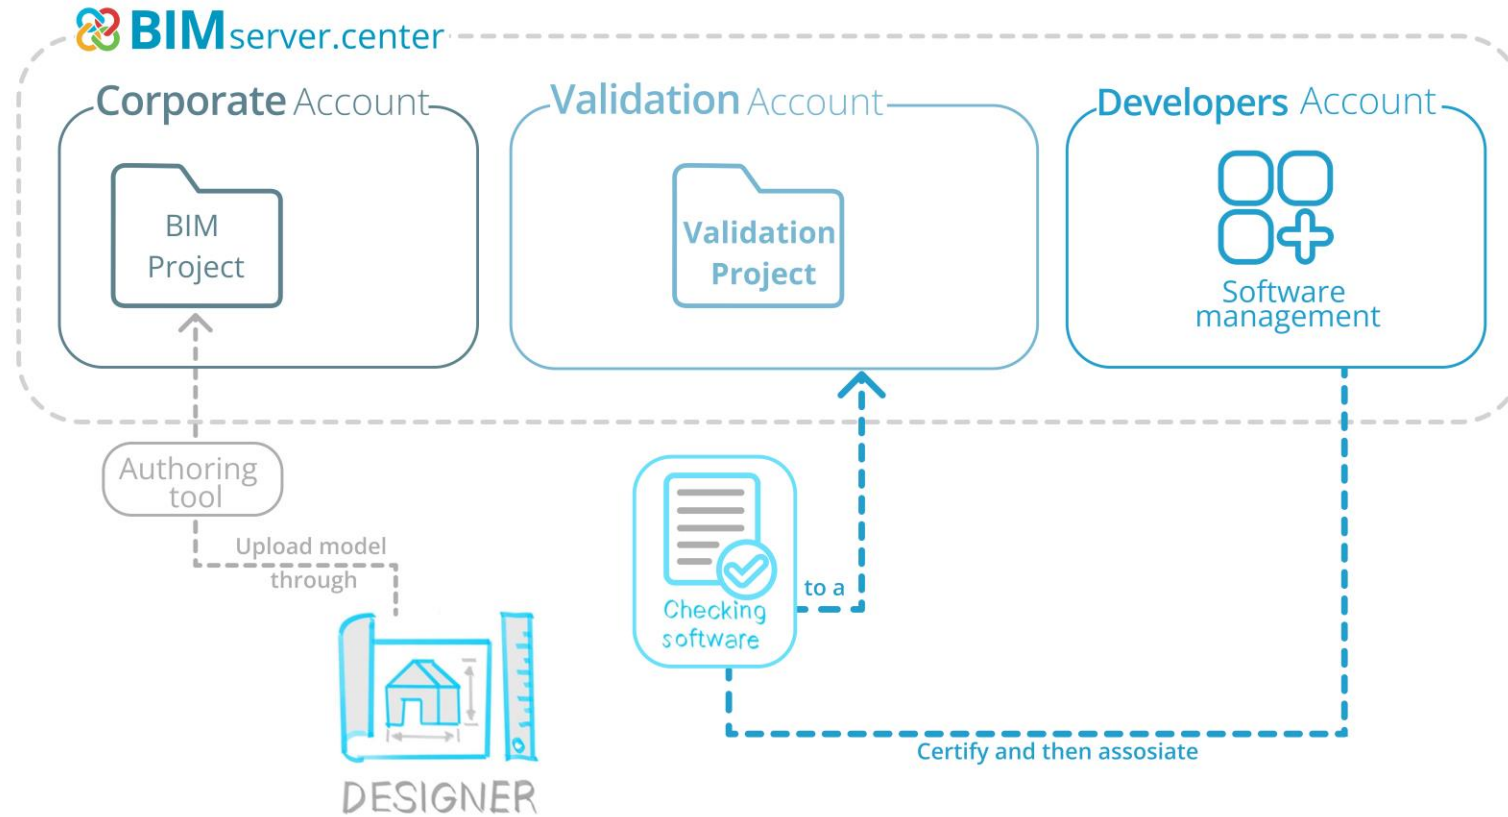 BIMserver.center
Corporate Account
Validation Account
Developers Account
BIM
Project
Validation
Project
Software
management
Authoring
tool
Upload model
through
Checking
software
to a
Certify and then assosiate
DESIGNER